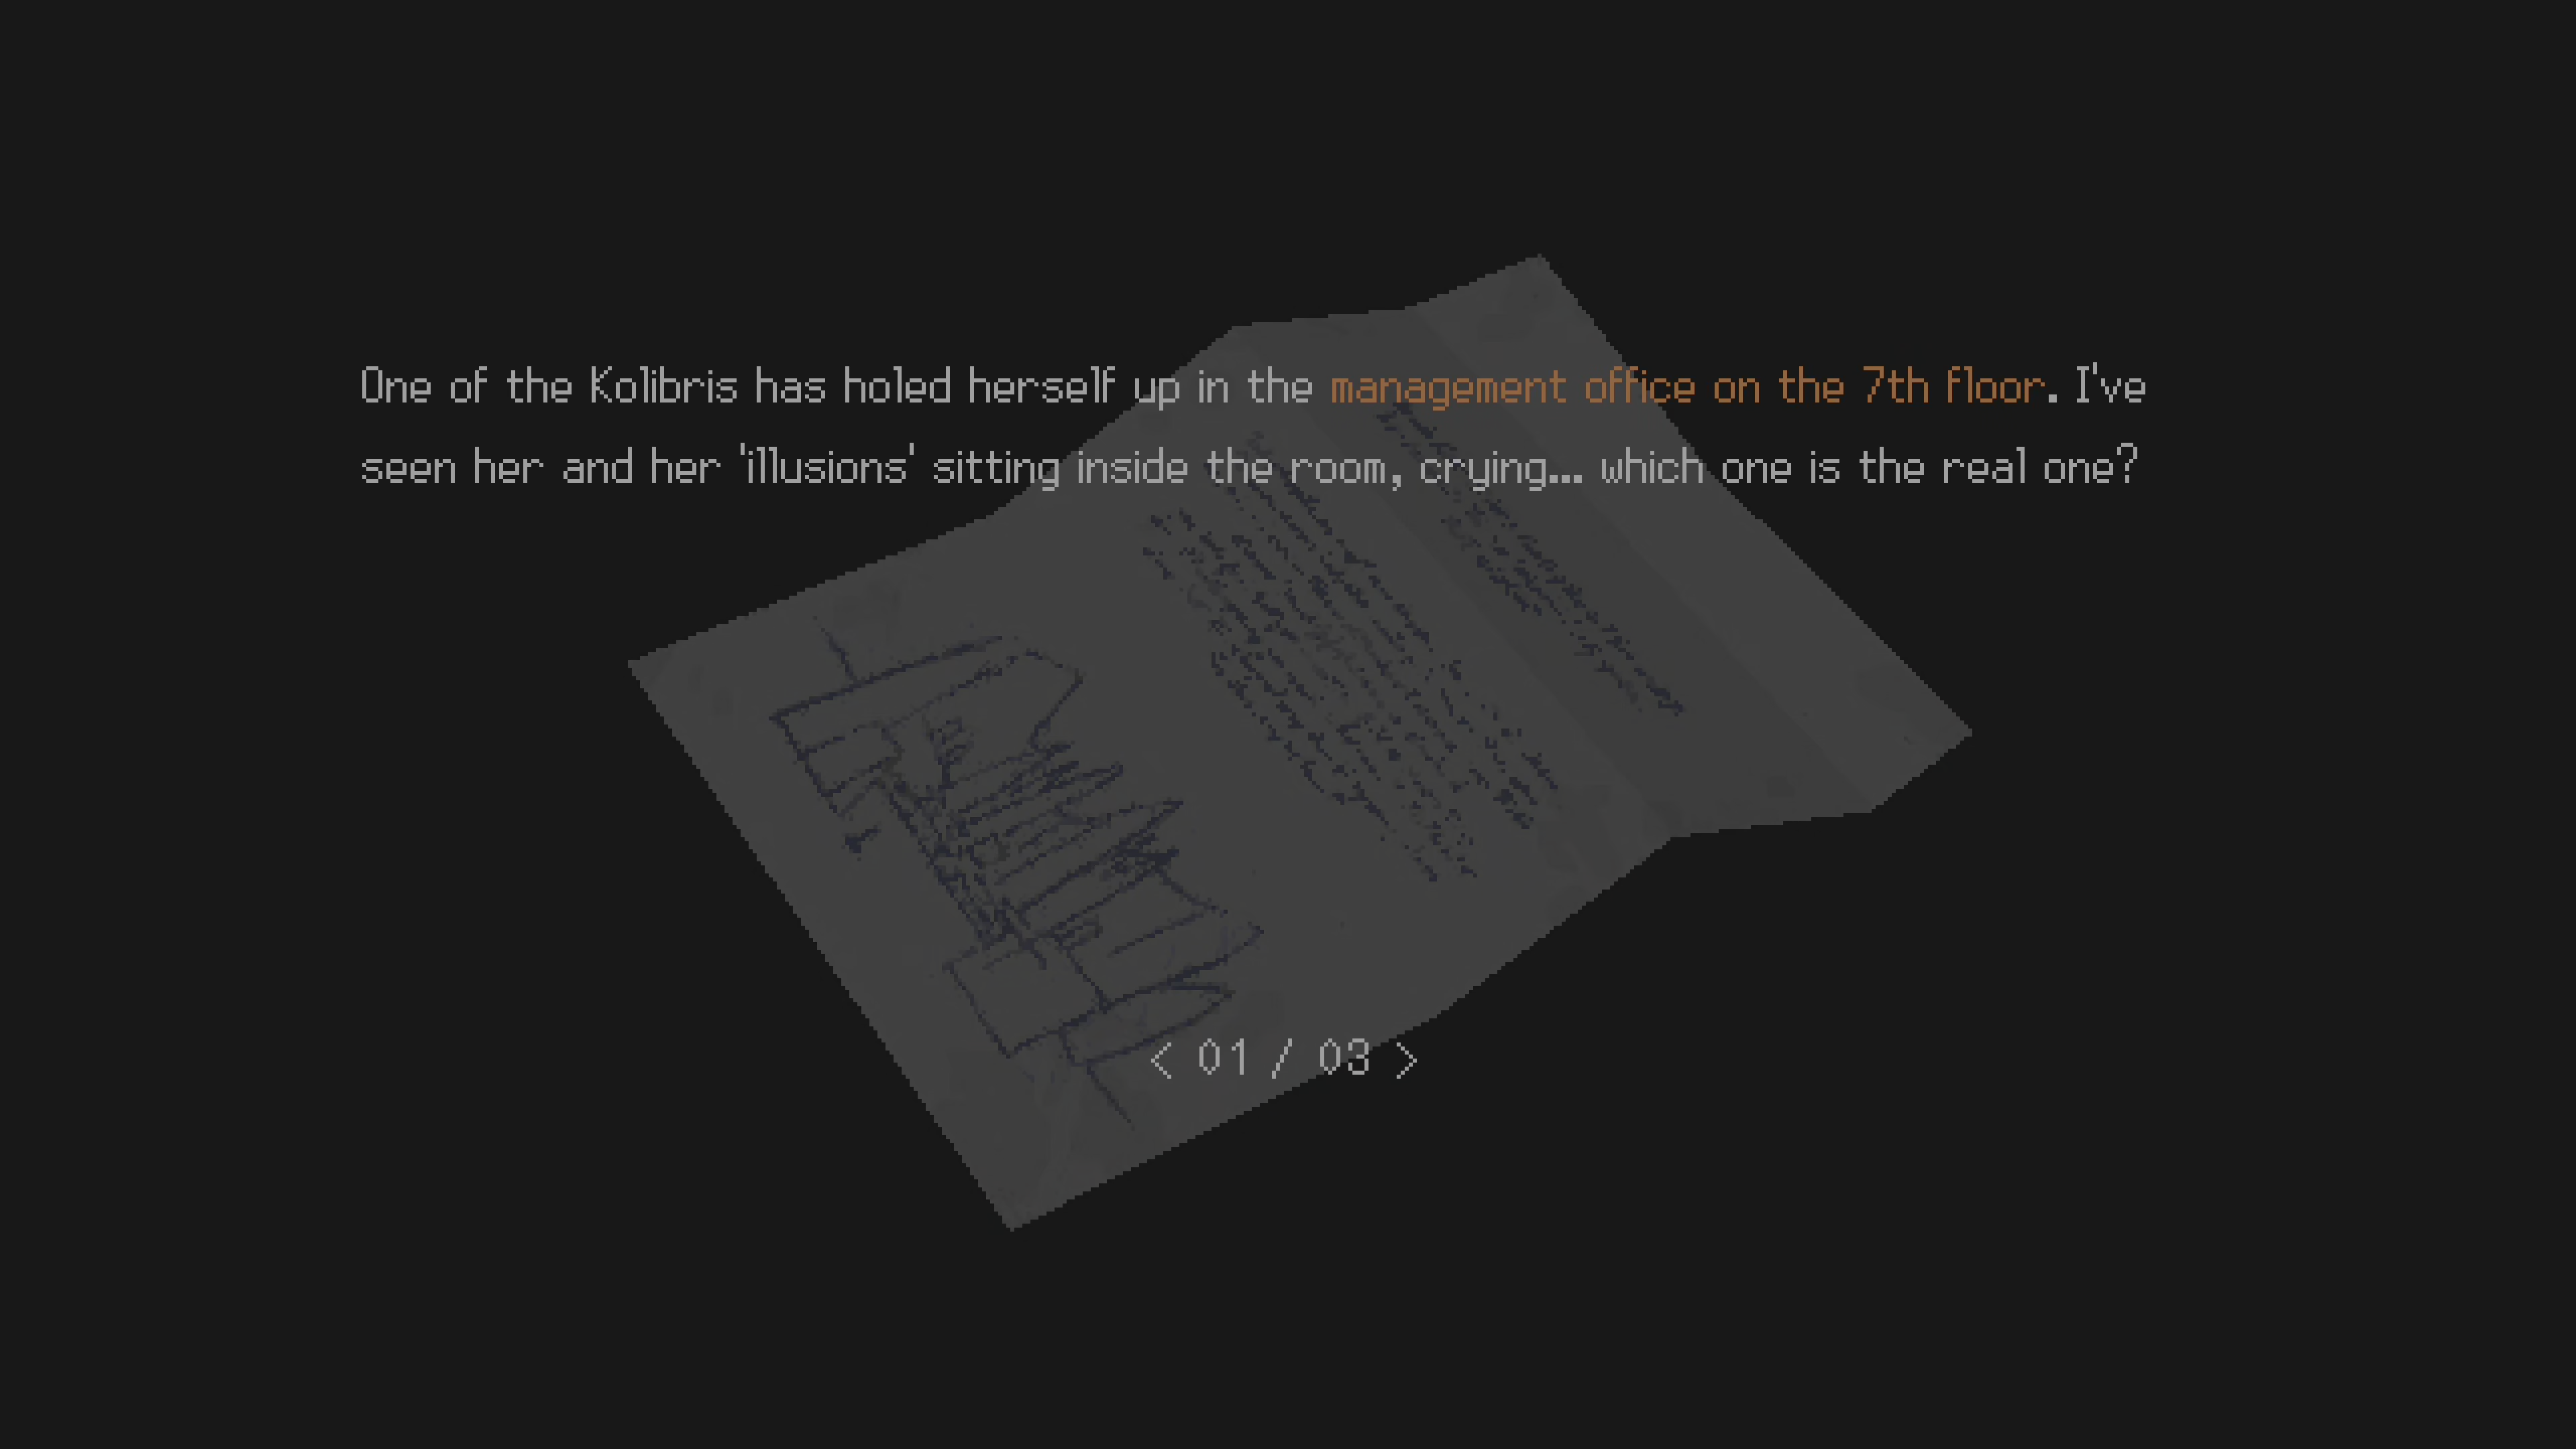 One of the Kolibris has holed herself up in the management office on the 7th floor. I've
seen her and her 'illusions' sitting inside the room, crying... which one is the real one?
< 01 / 03 >